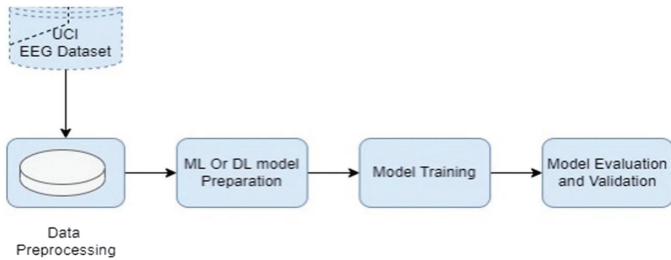 UCI
EEG Dataset
ML Or DL model
Preparation
Model Training
Model Evaluation
and Validation
Data
Preprocessing